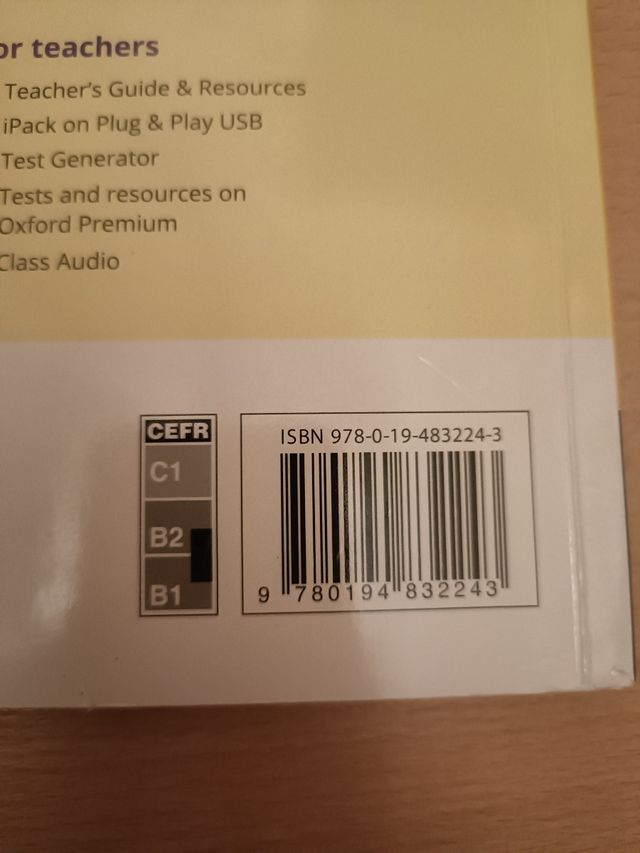 or teachers
Teacher's Guide & Resources
iPack on Plug & Play USB
Test Generator
Tests and resources on
Oxford Premium
Class Audio
CEFR
C1
B2
B1
ISBN 978-0-19-483224-3
9 780194 832243